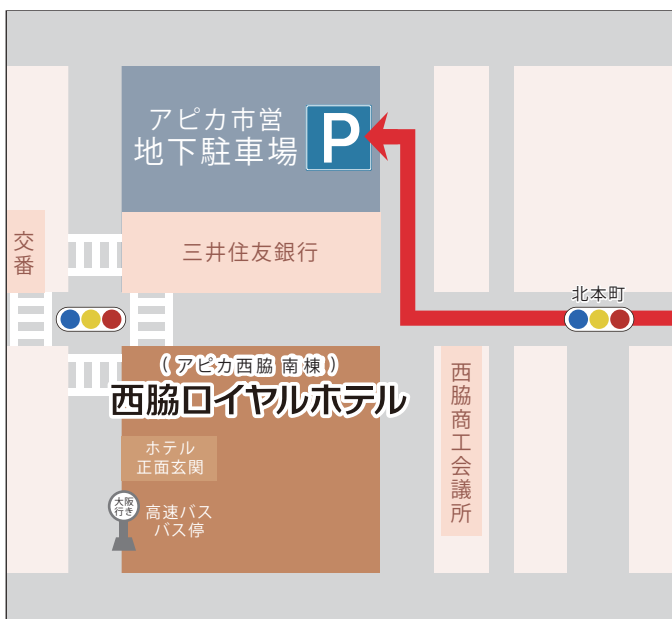 アピカ市営
地下駐車場
P
交番
三井住友銀行
北本町
(アピカ西脇 南棟)
西脇ロイヤルホテル
ホテル
正面玄関
西脇商工会議所
大阪
行き
高速バス
バス停